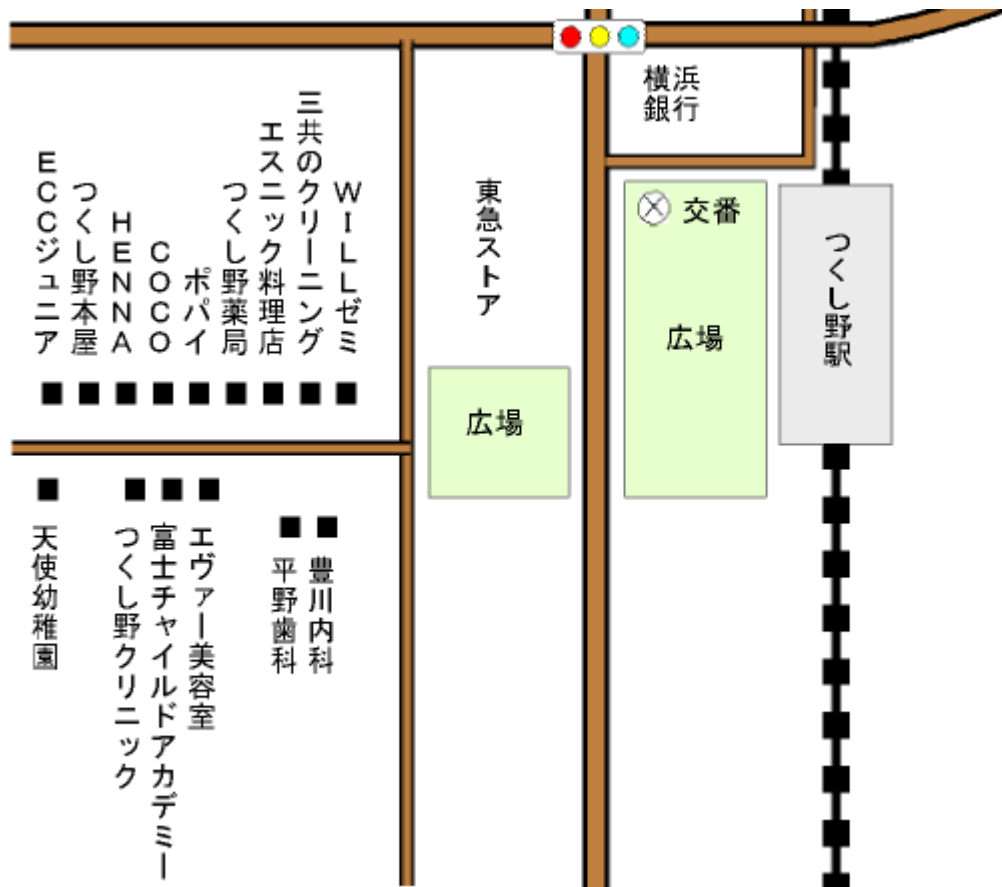 横浜
銀行
交番
広場
つくし野駅
東急ストア
広場
WILLゼミ
三共のクリーニング
エスニック料理店
つくし野薬局
ポパイ
COCO
HENNA
つくし野本屋
ECCジュニア
豊川内科
平野歯科
エヴァー美容室
富士チャイルドアカデミー
つくし野クリニック
天使幼稚園